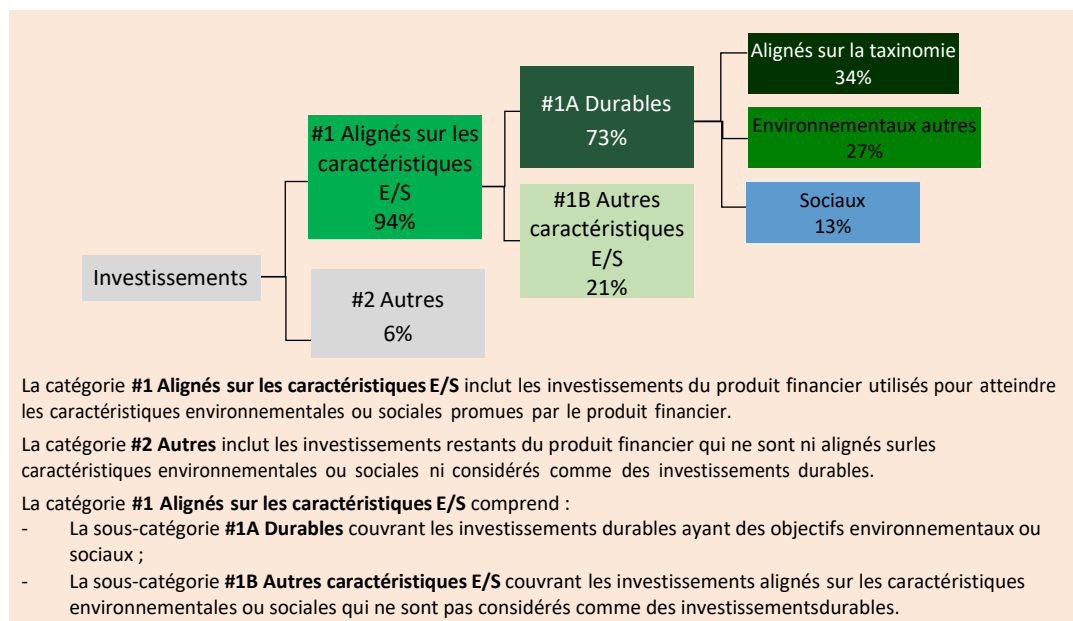 Investissements
#1 Alignés sur les
caractéristiques
E/S
94%
#2 Autres
6%
#1A Durables
73%
#1B Autres
caractéristiques
E/S
21%
Alignés sur la taxinomie
34%
Environnementaux autres
27%
Sociaux
13%
La catégorie #1 Alignés sur les caractéristiques E/S inclut les investissements du produit financier utilisés pour atteindre
les caractéristiques environnementales ou sociales promues par le produit financier.
La catégorie #2 Autres inclut les investissements restants du produit financier qui ne sont ni alignés surles
caractéristiques environnementales ou sociales ni considérés comme des investissements durables.
La catégorie #1 Alignés sur les caractéristiques E/S comprend :
- La sous-catégorie #1A Durables couvrant les investissements durables ayant des objectifs environnementaux ou
sociaux ;
- La sous-catégorie #1B Autres caractéristiques E/S couvrant les investissements alignés sur les caractéristiques
environnementales ou sociales qui ne sont pas considérés comme des investissementsdurables.